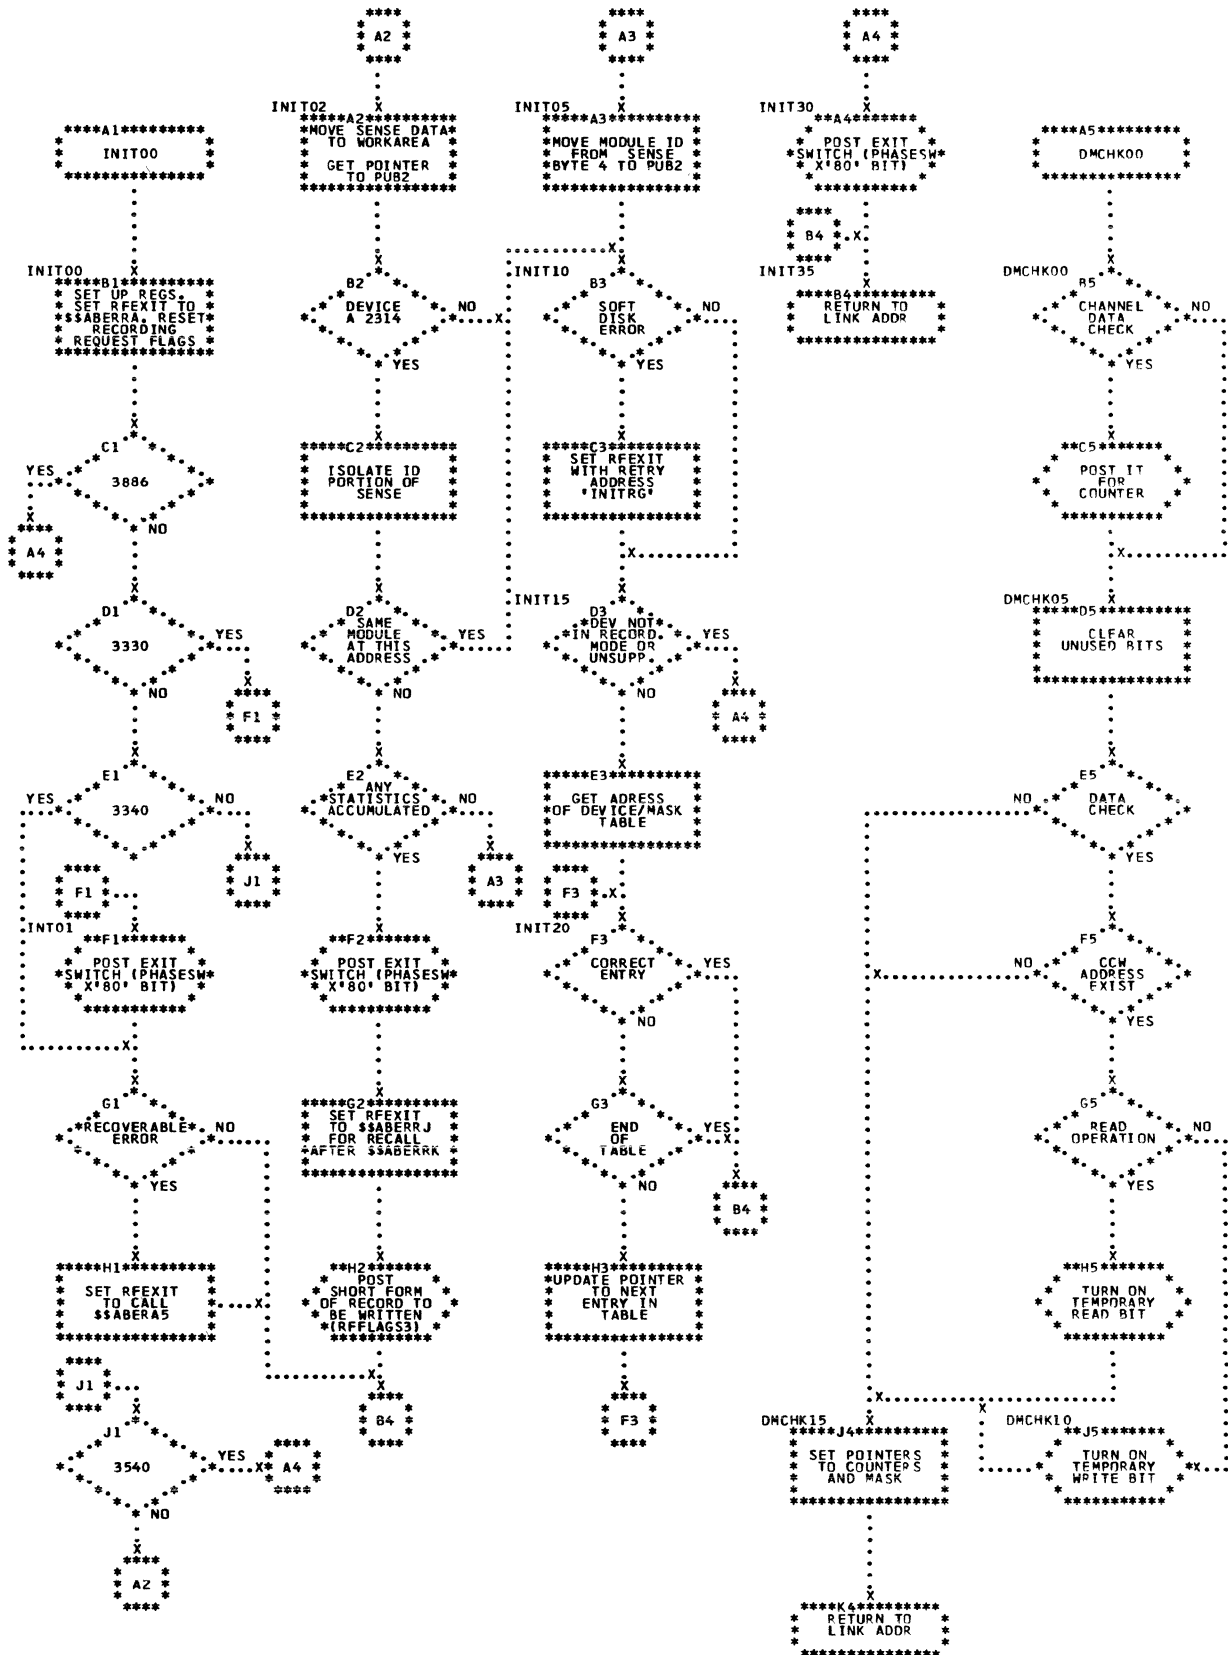 A2
A3
A4
INIT02
INIT05
INIT30
A1
INIT00
A2
MOVE SENSE DATA
TO WORKAREA
GET POINTER
TO PUB2
A3
MOVE MODULE ID
FROM SENSE
BYTE 4 TO PUB2
A4
POST EXIT
SWITCH (PHASESW
X'80' BIT)
A5
DMCHK00
B4
INIT00
INIT10
INIT35
DMCHK00
B1
SET UP REGS.
SET RFEXIT TO
$$ABERRA. RESET
RECORDING
REQUEST FLAGS
B2
DEVICE
A 2314
NO
YES
B3
SOFT
DISK
ERROR
NO
YES
B4
RETURN TO
LINK ADDR
B5
CHANNEL
DATA
CHECK
NO
YES
C1
3886
YES
NO
A4
C2
ISOLATE ID
PORTION OF
SENSE
C3
SET RFEXIT
WITH RETRY
ADDRESS
'INITRG'
C5
POST IT
FOR
COUNTER
INIT15
DMCHK05
D1
3330
YES
NO
F1
D2
SAME
MODULE
AT THIS
ADDRESS
YES
NO
D3
DEV NOT
IN RECORD.
MODE OR
UNSUPP.
YES
NO
A4
D5
CLEAR
UNUSED BITS
E1
3340
YES
NO
J1
E2
ANY
STATISTICS
ACCUMULATED
NO
YES
A3
E3
GET ADRESS
OF DEVICE/MASK
TABLE
E5
DATA
CHECK
NO
YES
F1
F3
INT01
INIT20
F1
POST EXIT
SWITCH (PHASESW
X'80' BIT)
F2
POST EXIT
SWITCH (PHASESW
X'80' BIT)
F3
CORRECT
ENTRY
YES
NO
F5
CCW
ADDRESS
EXIST
NO
YES
G1
RECOVERABLE
ERROR
NO
YES
G2
SET RFEXIT
TO $$ABERRJ
FOR RECALL
AFTER $$ABERRK
G3
END
OF
TABLE
YES
NO
B4
G5
READ
OPERATION
NO
YES
H1
SET RFEXIT
TO CALL
$$ABERA5
H2
POST
SHORT FORM
OF RECORD TO
BE WRITTEN
(RFFLAGS3)
H3
UPDATE POINTER
TO NEXT
ENTRY IN
TABLE
H5
TURN ON
TEMPORARY
READ BIT
J1
B4
F3
DMCHK15
DMCHK10
J1
3540
YES
NO
A4
J4
SET POINTERS
TO COUNTERS
AND MASK
J5
TURN ON
TEMPORARY
WRITE BIT
A2
K4
RETURN TO
LINK ADDR